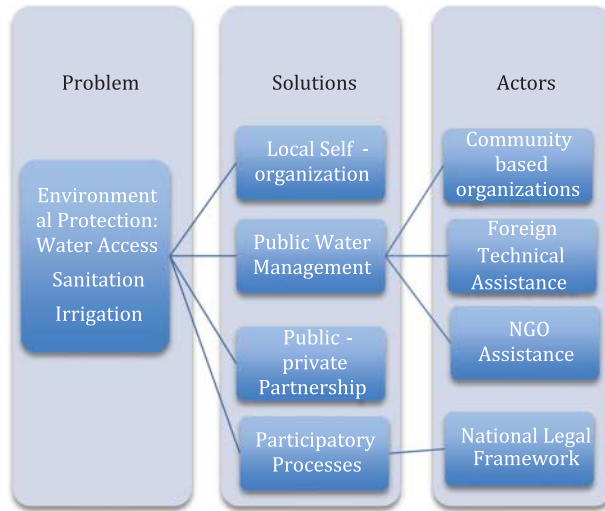 Problem
Environment
al Protection:
Water Access
Sanitation
Irrigation
Solutions
Local Self -
organization
Public Water
Management
Public -
private
Partnership
Participatory
Processes
Actors
Community
based
organizations
Foreign
Technical
Assistance
NGO
Assistance
National Legal
Framework